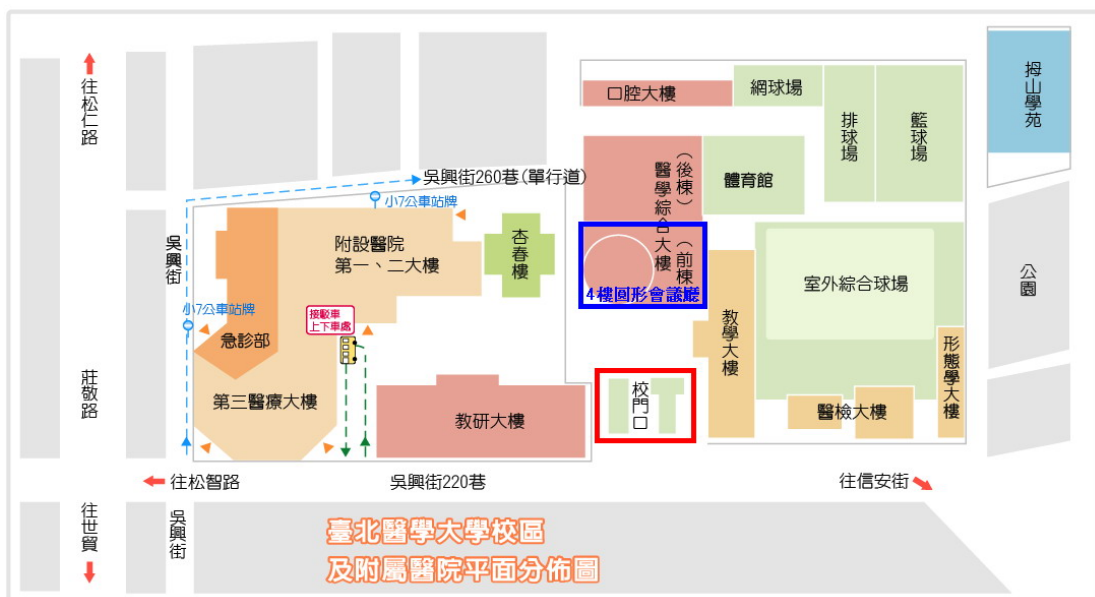 往松仁路
口腔大樓
網球場
排球場
籃球場
拇山學苑
吳興街260巷(單行道)
小7公車站牌
醫學綜合大樓
(後棟)
(前棟
體育館
4樓圓形會議廳
吳興街
附設醫院
第一、二大樓
杏春樓
室外綜合球場
公園
小7公車站牌
接駁車
上下車處
急診部
教學大樓
形態學大樓
莊敬路
第三醫療大樓
教研大樓
校門口
醫檢大樓
往松智路
吳興街220巷
往信安街
往世貿
吳興街
臺北醫學大學校區
及附屬醫院平面分佈圖